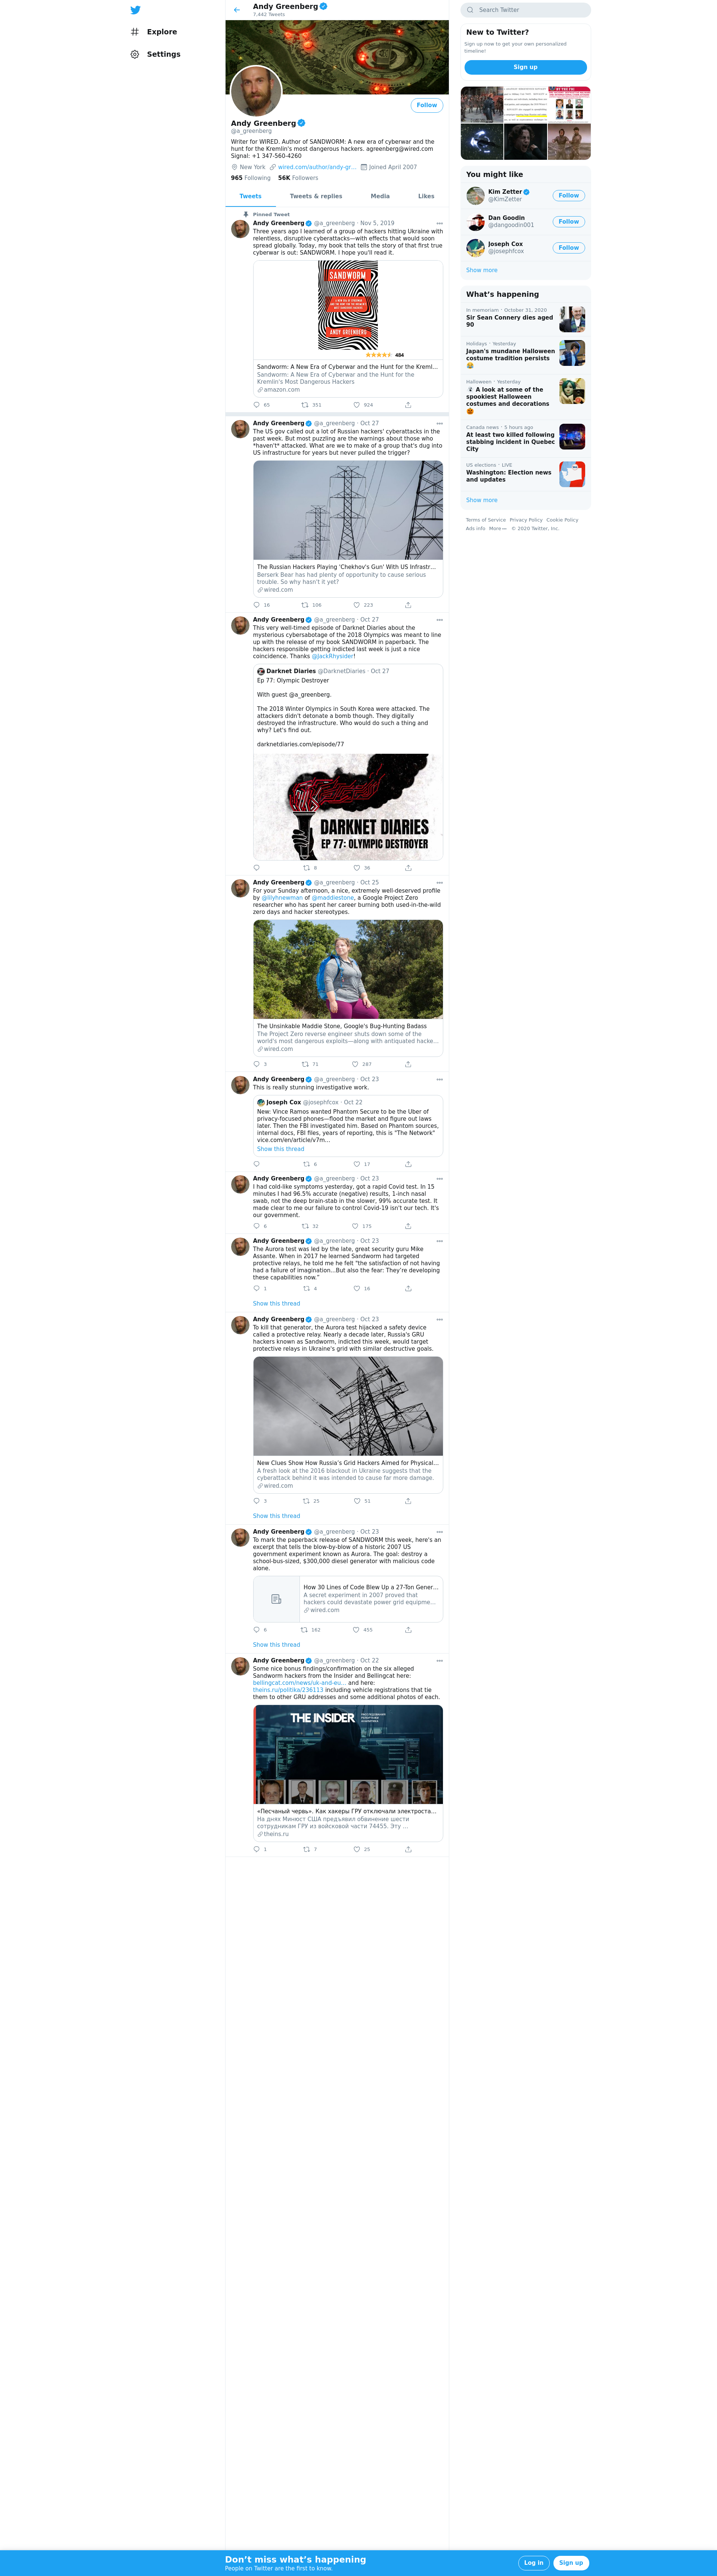 Explore
Settings
Andy Greenberg
7,442 Tweets
Follow
Andy Greenberg
@a_greenberg
Writer for WIRED. Author of SANDWORM: A new era of cyberwar and the
hunt for the Kremlin's most dangerous hackers. agreenberg@wired.com
Signal: +1 347-560-4260
New York wired.com/author/andy-gr… Joined April 2007
965 Following 56K Followers
Tweets Tweets & replies Media Likes
Pinned Tweet
Andy Greenberg @a_greenberg · Nov 5, 2019
Three years ago I learned of a group of hackers hitting Ukraine with
relentless, disruptive cyberattacks—with effects that would soon
spread globally. Today, my book that tells the story of that first true
cyberwar is out: SANDWORM. I hope you'll read it.
SANDWORM
A NEW ERA OF CYBERWAR
AND THE HUNT FOR THE KREMLIN'S
MOST DANGEROUS HACKERS
ANDY GREENBERG
484
Sandworm: A New Era of Cyberwar and the Hunt for the Kreml…
Sandworm: A New Era of Cyberwar and the Hunt for the
Kremlin's Most Dangerous Hackers
amazon.com
65 351 924
Andy Greenberg @a_greenberg · Oct 27
The US gov called out a lot of Russian hackers' cyberattacks in the
past week. But most puzzling are the warnings about those who
*haven't* attacked. What are we to make of a group that's dug into
US infrastructure for years but never pulled the trigger?
The Russian Hackers Playing 'Chekhov's Gun' With US Infrastr…
Berserk Bear has had plenty of opportunity to cause serious
trouble. So why hasn't it yet?
wired.com
16 106 223
Andy Greenberg @a_greenberg · Oct 27
This very well-timed episode of Darknet Diaries about the
mysterious cybersabotage of the 2018 Olympics was meant to line
up with the release of my book SANDWORM in paperback. The
hackers responsible getting indicted last week is just a nice
coincidence. Thanks @JackRhysider!
Darknet Diaries @DarknetDiaries · Oct 27
Ep 77: Olympic Destroyer
With guest @a_greenberg.
The 2018 Winter Olympics in South Korea were attacked. The
attackers didn't detonate a bomb though. They digitally
destroyed the infrastructure. Who would do such a thing and
why? Let's find out.
darknetdiaries.com/episode/77
DARKNET DIARIES
EP 77: OLYMPIC DESTROYER
9 36
Andy Greenberg @a_greenberg · Oct 25
For your Sunday afternoon, a nice, extremely well-deserved profile
by @lilyhnewman of @maddiestone, a Google Project Zero
researcher who has spent her career burning both used-in-the-wild
zero days and hacker stereotypes.
The Unsinkable Maddie Stone, Google's Bug-Hunting Badass
The Project Zero reverse engineer shuts down some of the
world's most dangerous exploits—along with antiquated hacke…
wired.com
3 71 287
Andy Greenberg @a_greenberg · Oct 23
This is really stunning investigative work.
Joseph Cox @josephfcox · Oct 22
New: Vince Ramos wanted Phantom Secure to be the Uber of
privacy-focused phones—flood the market and figure out laws
later. Then the FBI investigated him. Based on Phantom sources,
internal docs, FBI files, years of reporting, this is "The Network"
vice.com/en/article/v7m…
Show this thread
6 17
Andy Greenberg @a_greenberg · Oct 23
I had cold-like symptoms yesterday, got a rapid Covid test. In 15
minutes I had 96.5% accurate (negative) results, 1-inch nasal
swab, not the deep brain-stab in the slower, 99% accurate test. It
made clear to me our failure to control Covid-19 isn't our tech. It's
our government.
6 32 175
Andy Greenberg @a_greenberg · Oct 23
The Aurora test was led by the late, great security guru Mike
Assante. When in 2017 he learned Sandworm had targeted
protective relays, he told me he felt "the satisfaction of not having
had a failure of imagination...But also the fear: They're developing
these capabilities now."
1 4 16
Show this thread
Andy Greenberg @a_greenberg · Oct 23
To kill that generator, the Aurora test hijacked a safety device
called a protective relay. Nearly a decade later, Russia's GRU
hackers known as Sandworm, indicted this week, would target
protective relays in Ukraine's grid with similar destructive goals.
New Clues Show How Russia's Grid Hackers Aimed for Physical…
A fresh look at the 2016 blackout in Ukraine suggests that the
cyberattack behind it was intended to cause far more damage.
wired.com
3 25 51
Show this thread
Andy Greenberg @a_greenberg · Oct 23
To mark the paperback release of SANDWORM this week, here's an
excerpt that tells the blow-by-blow of a historic 2007 US
government experiment known as Aurora. The goal: destroy a
school-bus-sized, $300,000 diesel generator with malicious code
alone.
How 30 Lines of Code Blew Up a 27-Ton Gener…
A secret experiment in 2007 proved that
hackers could devastate power grid equipme…
wired.com
6 162 455
Show this thread
Andy Greenberg @a_greenberg · Oct 22
Some nice bonus findings/confirmation on the six alleged
Sandworm hackers from the Insider and Bellingcat here:
bellingcat.com/news/uk-and-eu… and here:
theins.ru/politika/236113 including vehicle registrations that tie
them to other GRU addresses and some additional photos of each.
THE INSIDER
«Песчаный червь». Как хакеры ГРУ отключали электроста…
На днях Минюст США предъявил обвинение шести
сотрудникам ГРУ из войсковой части 74455. Эту …
theins.ru
1 7 25
Search Twitter
New to Twitter?
Sign up now to get your own personalized
timeline!
Sign up
You might like
Kim Zetter
@KimZetter
Follow
Dan Goodin
@dangoodin001
Follow
Joseph Cox
@josephfcox
Follow
Show more
What's happening
In memoriam · October 31, 2020
Sir Sean Connery dies aged
90
Holidays · Yesterday
Japan's mundane Halloween
costume tradition persists
Halloween · Yesterday
A look at some of the
spookiest Halloween
costumes and decorations
Canada news · 5 hours ago
At least two killed following
stabbing incident in Quebec
City
US elections · LIVE
Washington: Election news
and updates
Show more
Terms of Service Privacy Policy Cookie Policy
Ads info More © 2020 Twitter, Inc.
Don't miss what's happening
People on Twitter are the first to know.
Log in
Sign up